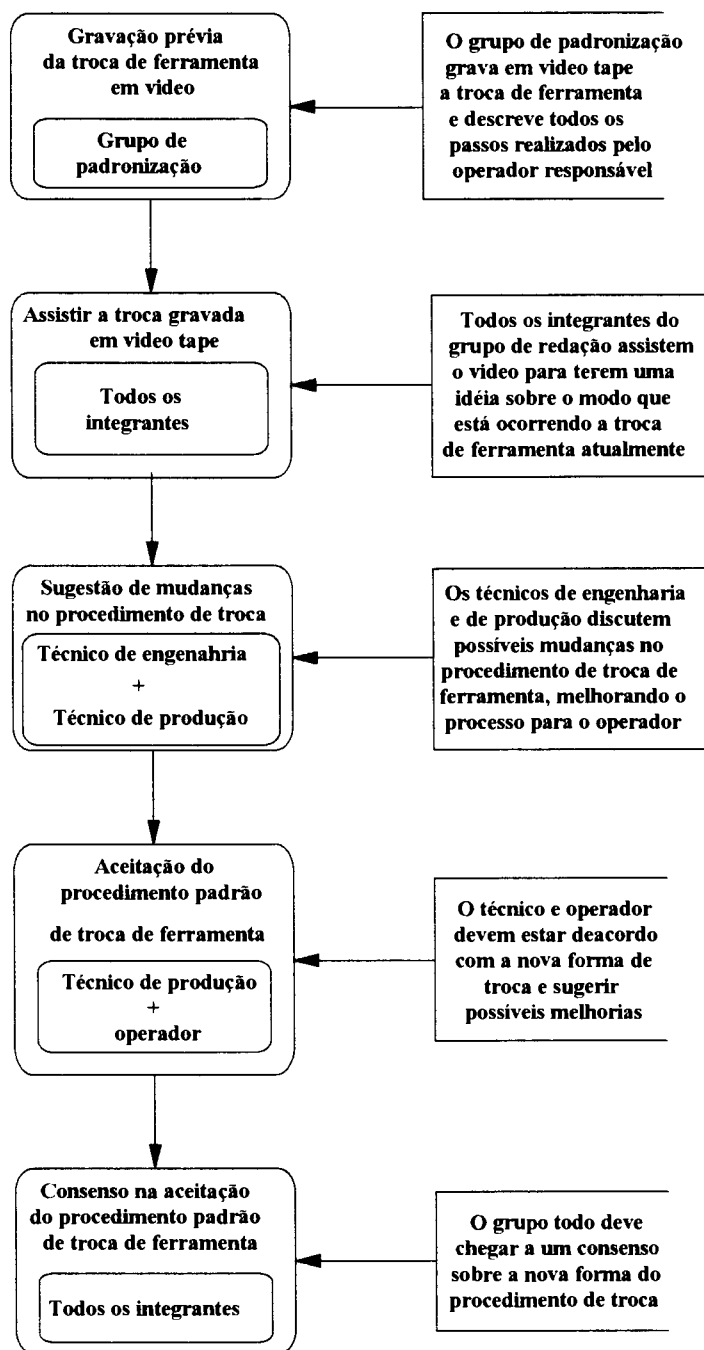 Gravação prévia
da troca de ferramenta
em video
Grupo de
padronização
O grupo de padronização
grava em video tape
a troca de ferramenta
e descreve todos os
passos realizados pelo
operador responsável
Assistir a troca gravada
em video tape
Todos os
integrantes
Todos os integrantes do
grupo de redação assistem
o video para terem uma
idéia sobre o modo que
está ocorrendo a troca
de ferramenta atualmente
Sugestão de mudanças
no procedimento de troca
Técnico de engenahria
+
Técnico de produção
Os técnicos de engenharia
e de produção discutem
possíveis mudanças no
procedimento de troca de
ferramenta, melhorando o
processo para o operador
Aceitação do
procedimento padrão
de troca de ferramenta
Técnico de produção
+
operador
O técnico e operador
devem estar deacordo
com a nova forma de
troca e sugerir
possíveis melhorias
Consenso na aceitação
do procedimento padrão
de troca de ferramenta
Todos os integrantes
O grupo todo deve
chegar a um consenso
sobre a nova forma do
procedimento de troca